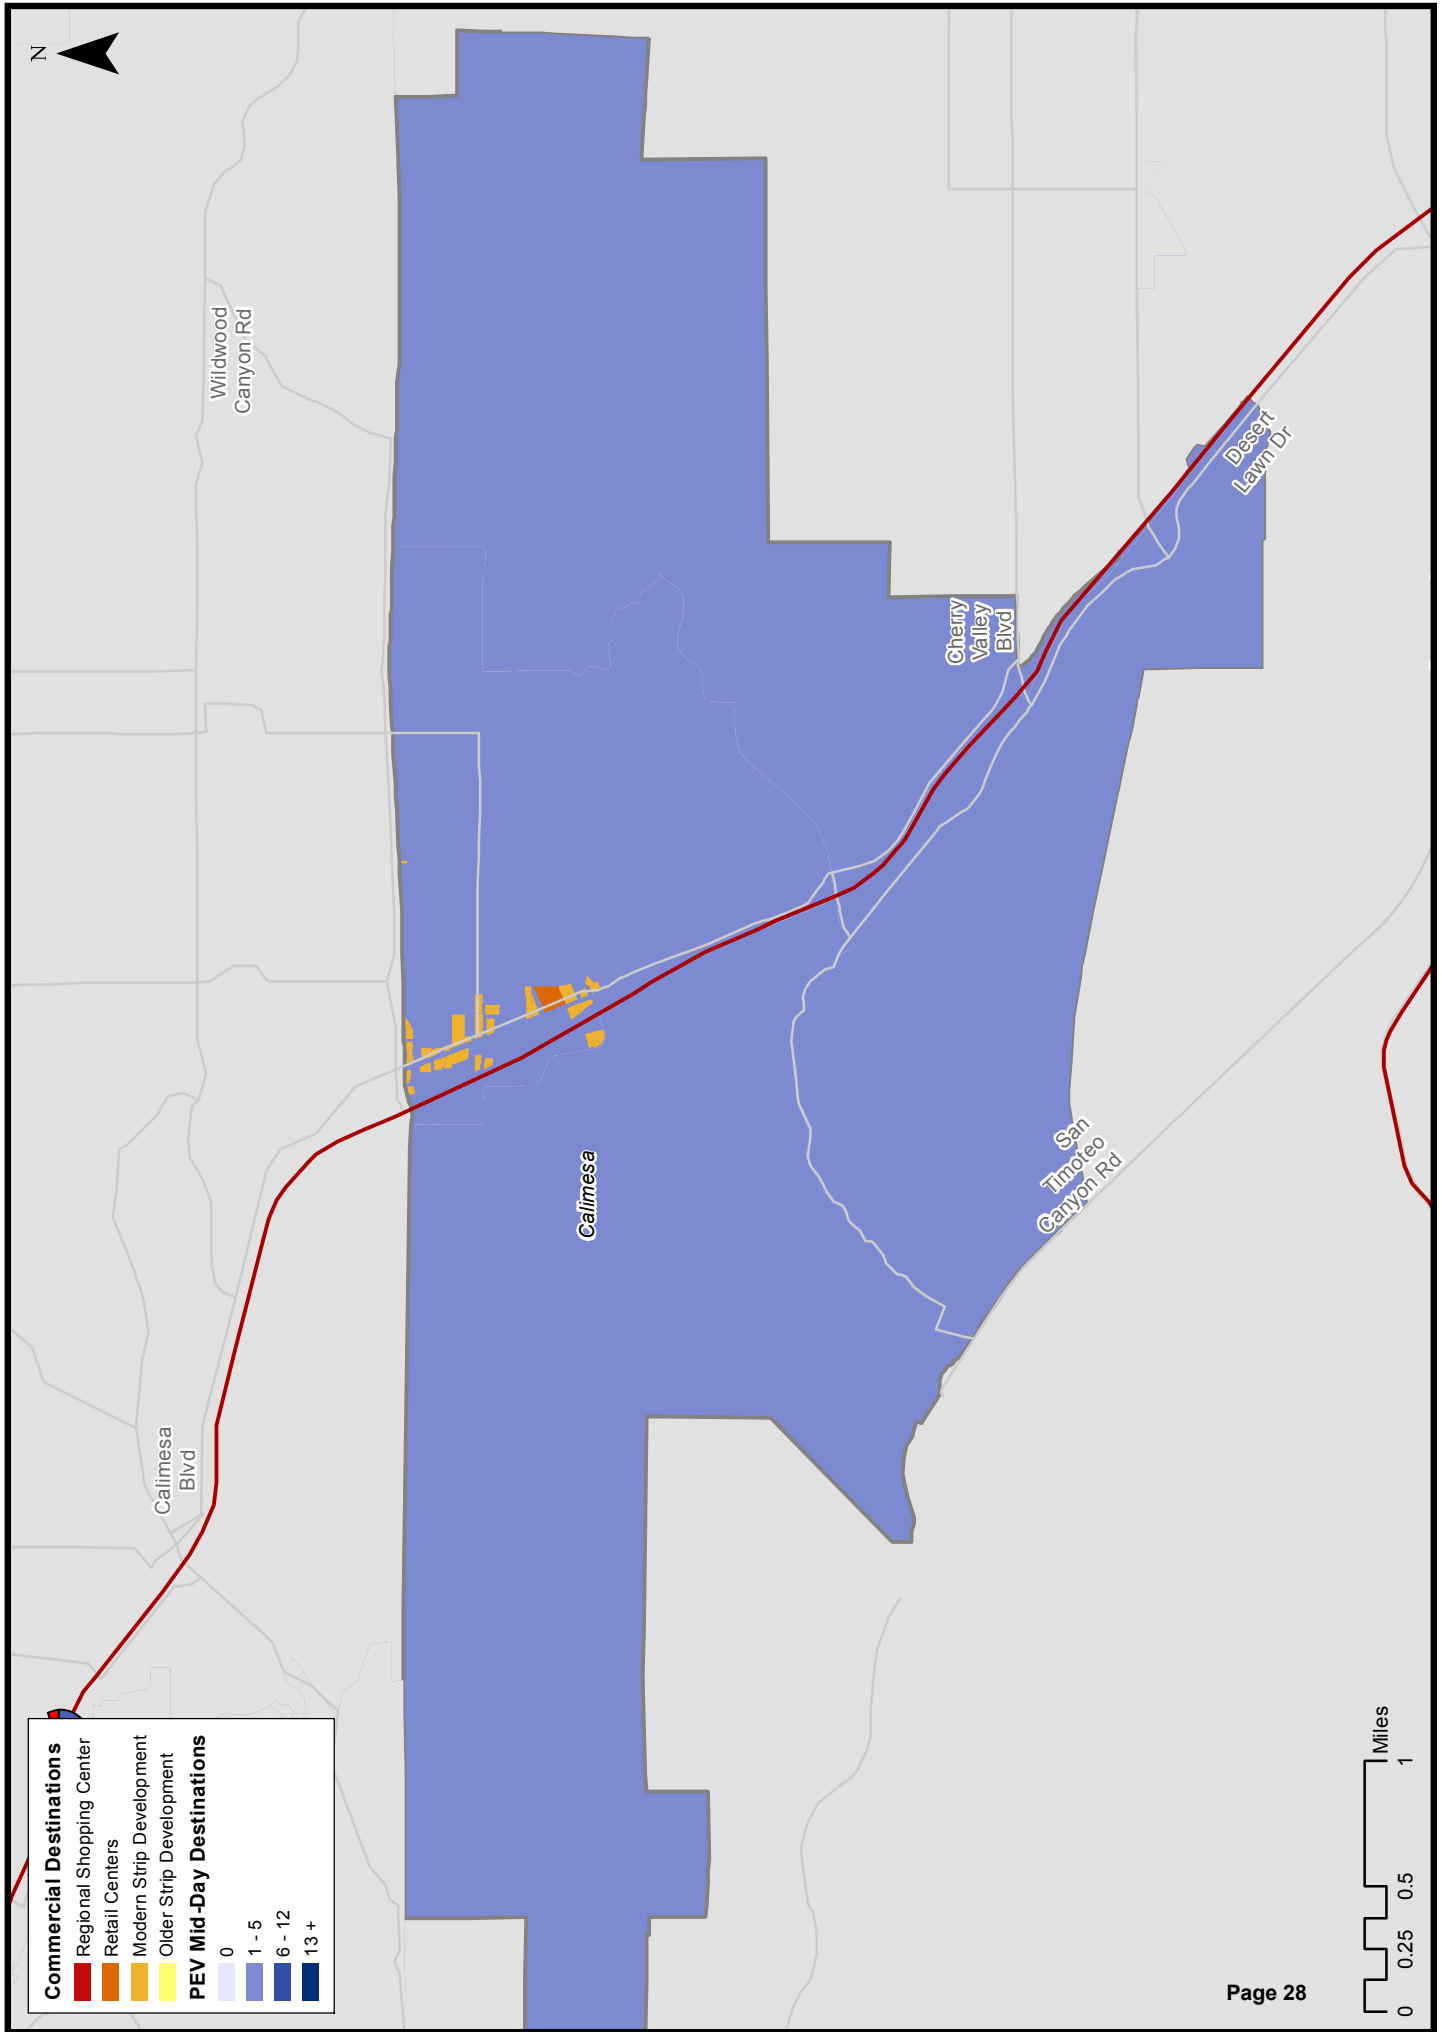 N
Wildwood
Canyon Rd
Cherry
Valley
Blvd
Desert
Lawn Dr
Calimesa
San
Timoteo
Canyon Rd
Calimesa
Blvd
Commercial Destinations
Regional Shopping Center
Retail Centers
Modern Strip Development
Older Strip Development
PEV Mid-Day Destinations
0
1 - 5
6 - 12
13 +
Page 28
Miles
0 0.25 0.5 1